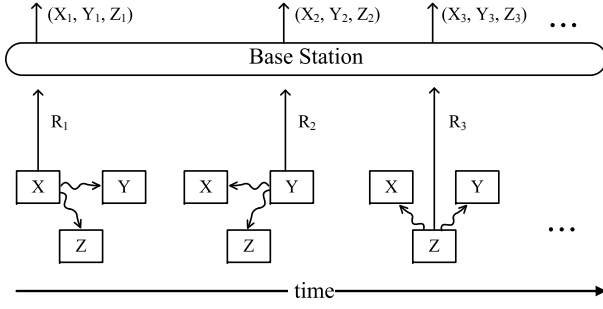 (X₁, Y₁, Z₁) (X₂, Y₂, Z₂) (X₃, Y₃, Z₃) ...
Base Station
R₁ R₂ R₃
X Y X Y X Y
Z Z Z ...
time